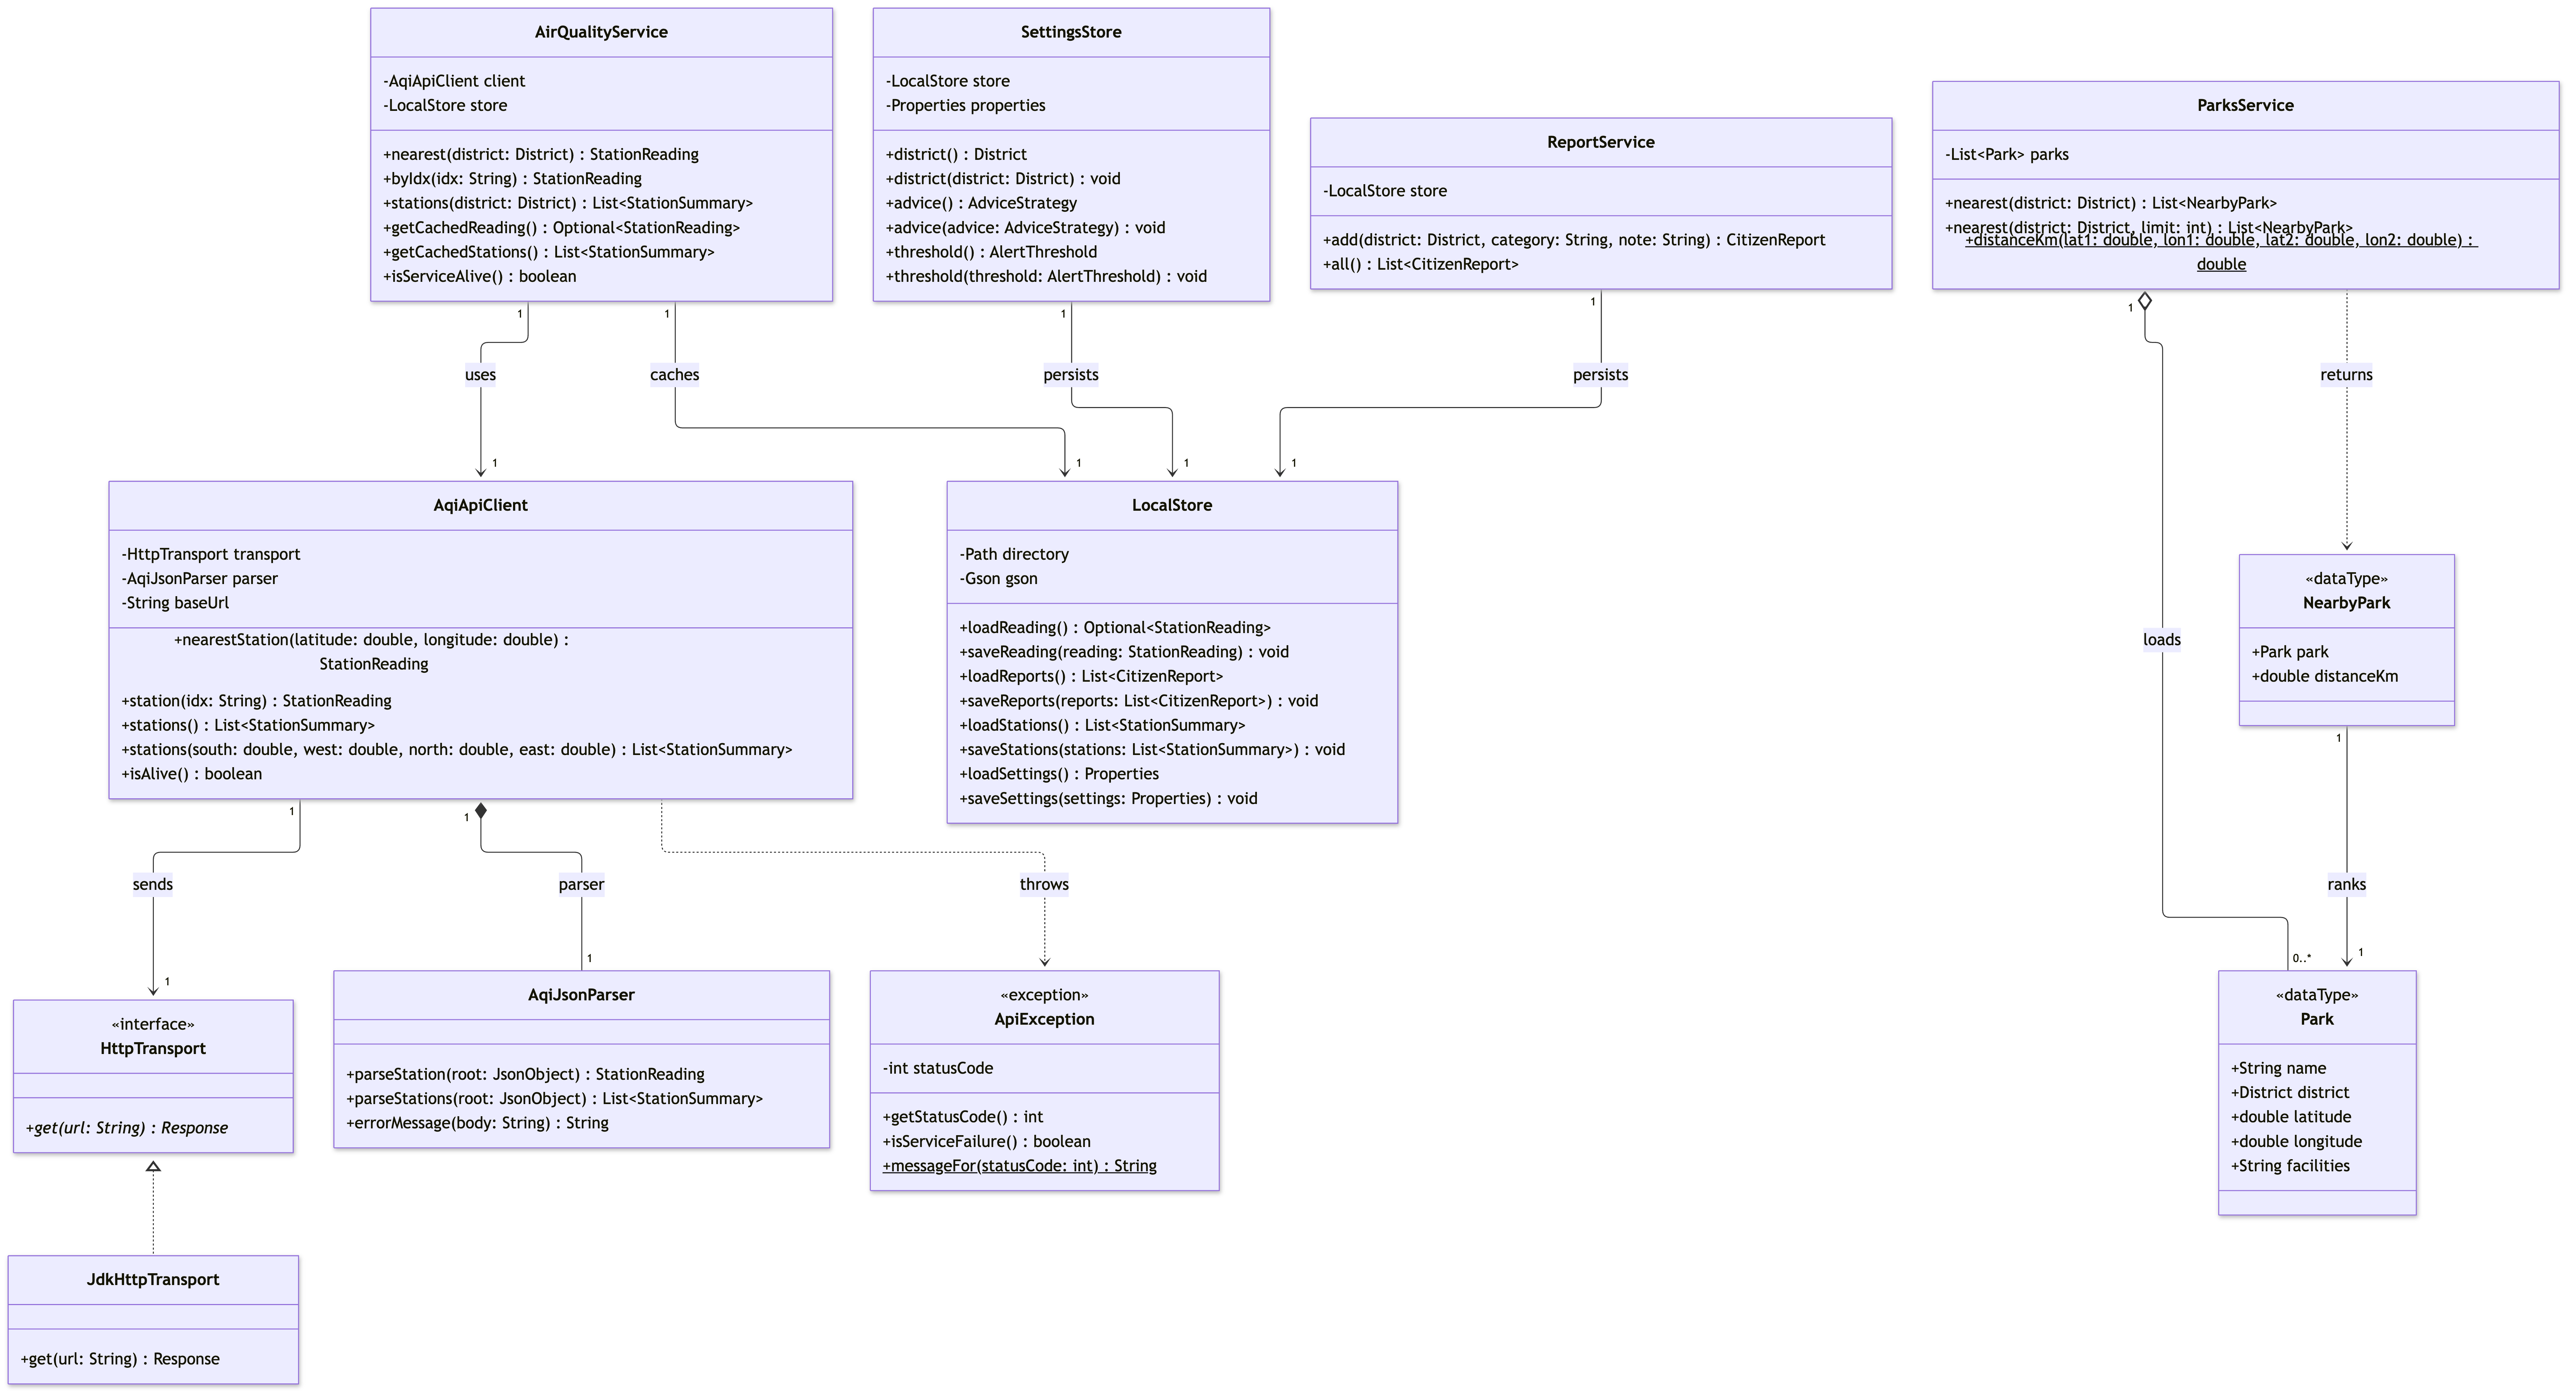 AirQualityService
-AqiApiClient client
-LocalStore store
+nearest(district: District) : StationReading
+byIdx(idx: String) : StationReading
+stations(district: District) : List<StationSummary>
+getCachedReading() : Optional<StationReading>
+getCachedStations() : List<StationSummary>
+isServiceAlive() : boolean
SettingsStore
-LocalStore store
-Properties properties
+district() : District
+district(district: District) : void
+advice() : AdviceStrategy
+advice(advice: AdviceStrategy) : void
+threshold() : AlertThreshold
+threshold(threshold: AlertThreshold) : void
ReportService
-LocalStore store
+add(district: District, category: String, note: String) : CitizenReport
+all() : List<CitizenReport>
ParksService
-List<Park> parks
+nearest(district: District) : List<NearbyPark>
+nearest(district: District, limit: int) : List<NearbyPark>
+distanceKm(lat1: double, lon1: double, lat2: double, lon2: double) :
double
1
1
1
1
1
uses
caches
persists
persists
returns
1
1
1
1
AqiApiClient
-HttpTransport transport
-AqiJsonParser parser
-String baseUrl
+nearestStation(latitude: double, longitude: double) :
StationReading
+station(idx: String) : StationReading
+stations() : List<StationSummary>
+stations(south: double, west: double, north: double, east: double) : List<StationSummary>
+isAlive() : boolean
LocalStore
-Path directory
-Gson gson
+loadReading() : Optional<StationReading>
+saveReading(reading: StationReading) : void
+loadReports() : List<CitizenReport>
+saveReports(reports: List<CitizenReport>) : void
+loadStations() : List<StationSummary>
+saveStations(stations: List<StationSummary>) : void
+loadSettings() : Properties
+saveSettings(settings: Properties) : void
loads
«dataType»
NearbyPark
+Park park
+double distanceKm
1
1
1
sends
parser
throws
ranks
1
1
0..*
1
«interface»
HttpTransport
+get(url: String) : Response
AqiJsonParser
+parseStation(root: JsonObject) : StationReading
+parseStations(root: JsonObject) : List<StationSummary>
+errorMessage(body: String) : String
«exception»
ApiException
-int statusCode
+getStatusCode() : int
+isServiceFailure() : boolean
+messageFor(statusCode: int) : String
«dataType»
Park
+String name
+District district
+double latitude
+double longitude
+String facilities
JdkHttpTransport
+get(url: String) : Response